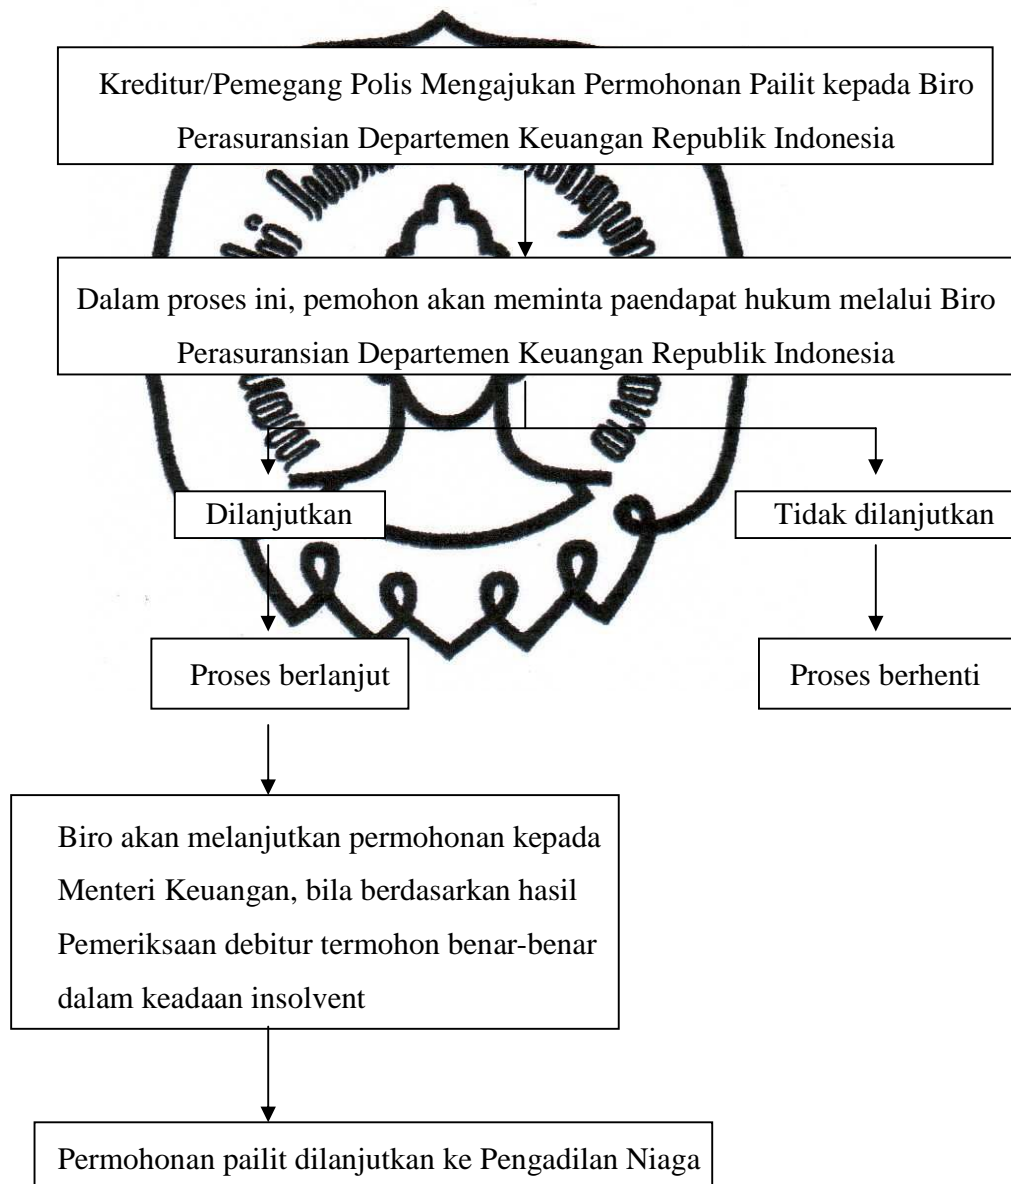 Kreditur/Pemegang Polis Mengajukan Permohonan Pailit kepada Biro
Perasuransian Departemen Keuangan Republik Indonesia
Dalam proses ini, pemohon akan meminta paendapat hukum melalui Biro
Perasuransian Departemen Keuangan Republik Indonesia
Dilanjutkan
Tidak dilanjutkan
Proses berlanjut
Proses berhenti
Biro akan melanjutkan permohonan kepada
Menteri Keuangan, bila berdasarkan hasil
Pemeriksaan debitur termohon benar-benar
dalam keadaan insolvent
Permohonan pailit dilanjutkan ke Pengadilan Niaga